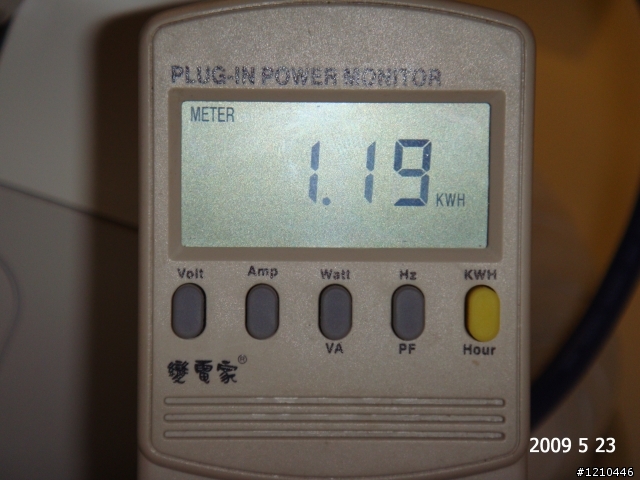 PLUG-IN POWER MONITOR
METER
1.19 KWH
Volt Amp Watt Hz KWH
VA PF Hour
變電家®
2009 5 23
#1210446